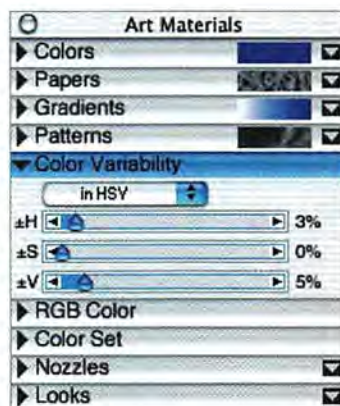 Art Materials
Colors
Papers
Gradients
Patterns
Color Variability
in HSV
±H 3%
±S 0%
±V 5%
RGB Color
Color Set
Nozzles
Looks